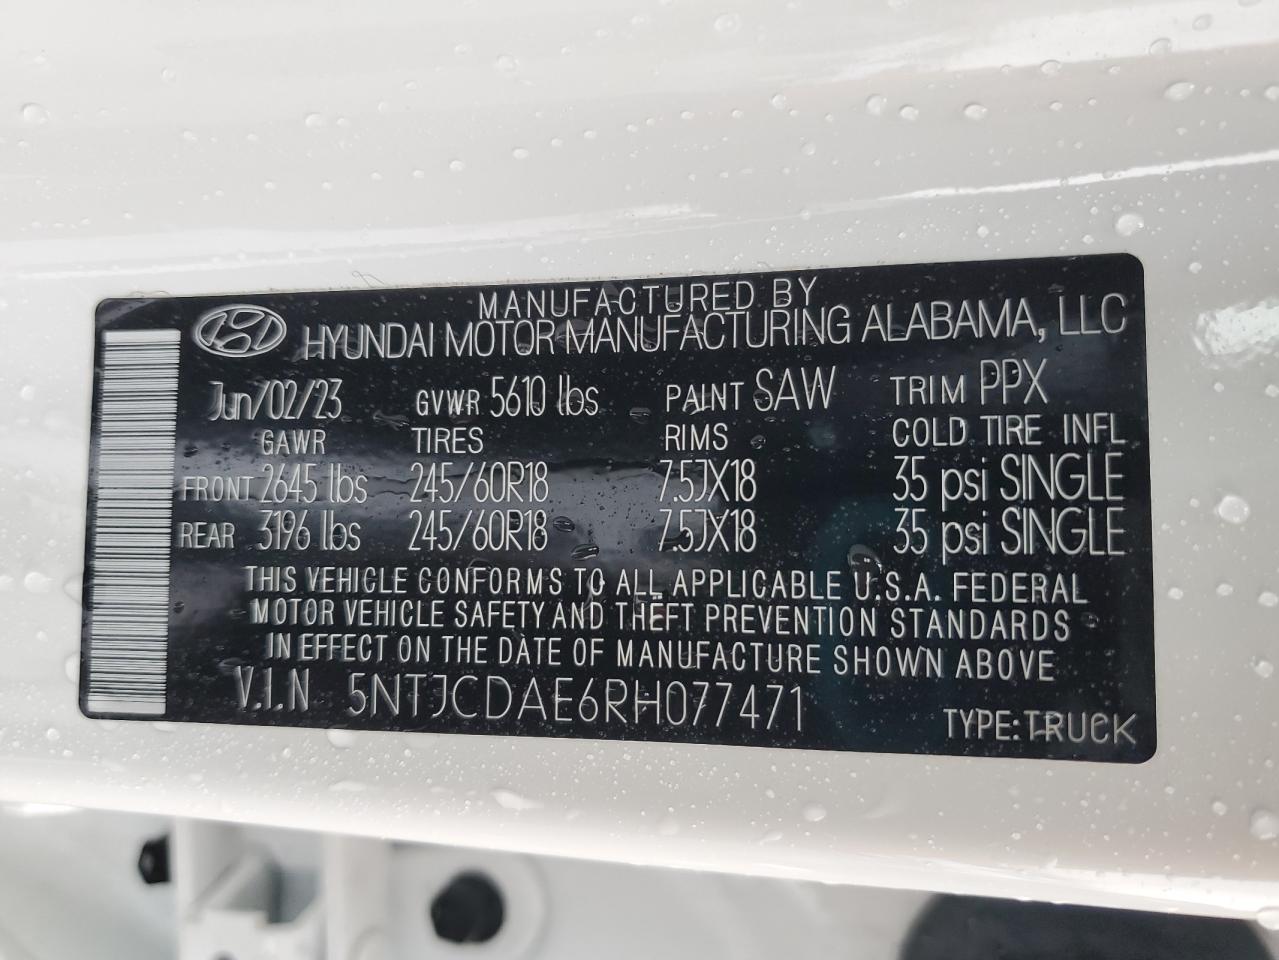 MANUFACTURED BY
HYUNDAI MOTOR MANUFACTURING ALABAMA, LLC
Jun/02/23 GVWR 5610 lbs PAINT SAW TRIM PPX
GAWR TIRES RIMS COLD TIRE INFL
FRONT 2645 lbs 245/60R18 7.5JX18 35 psi SINGLE
REAR 3196 lbs 245/60R18 7.5JX18 35 psi SINGLE
THIS VEHICLE CONFORMS TO ALL APPLICABLE U.S.A. FEDERAL
MOTOR VEHICLE SAFETY AND THEFT PREVENTION STANDARDS
IN EFFECT ON THE DATE OF MANUFACTURE SHOWN ABOVE
V.I.N 5NTJCDAE6RH077471 TYPE:TRUCK